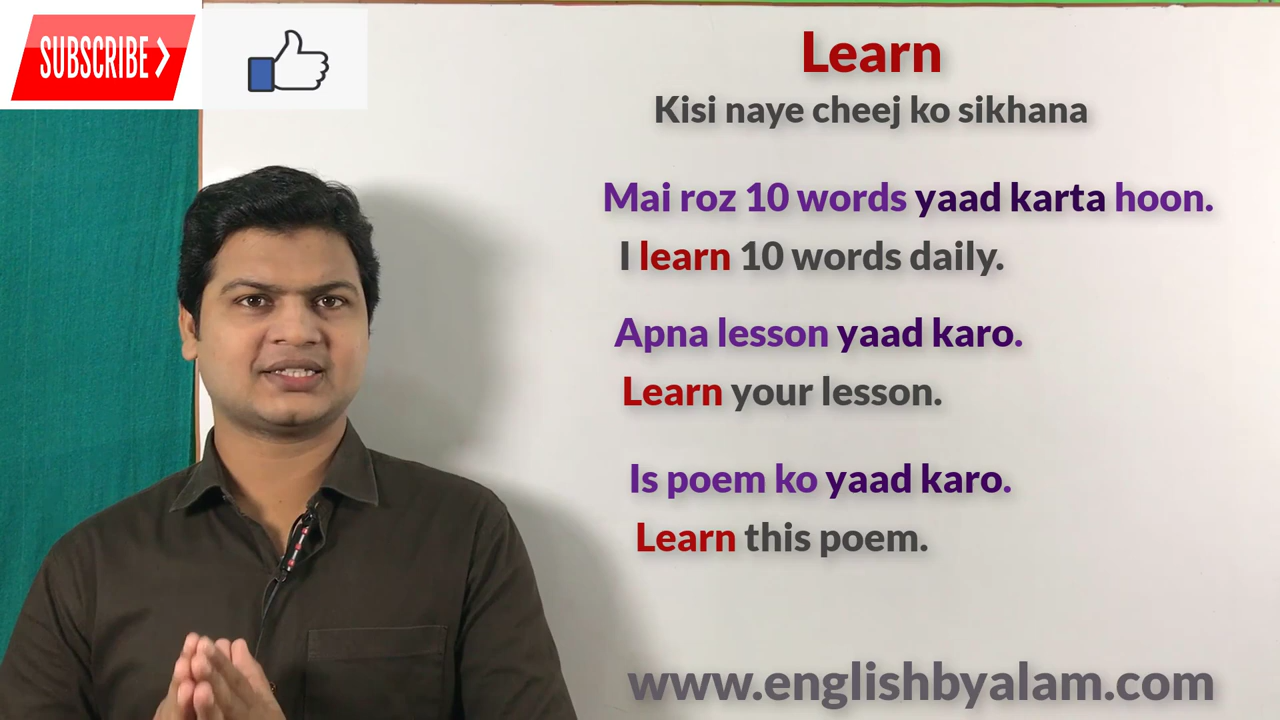 SUBSCRIBE
Learn
Kisi naye cheej ko sikhana
Mai roz 10 words yaad karta hoon.
I learn 10 words daily.
Apna lesson yaad karo.
Learn your lesson.
Is poem ko yaad karo.
Learn this poem.
www.englishbyalam.com